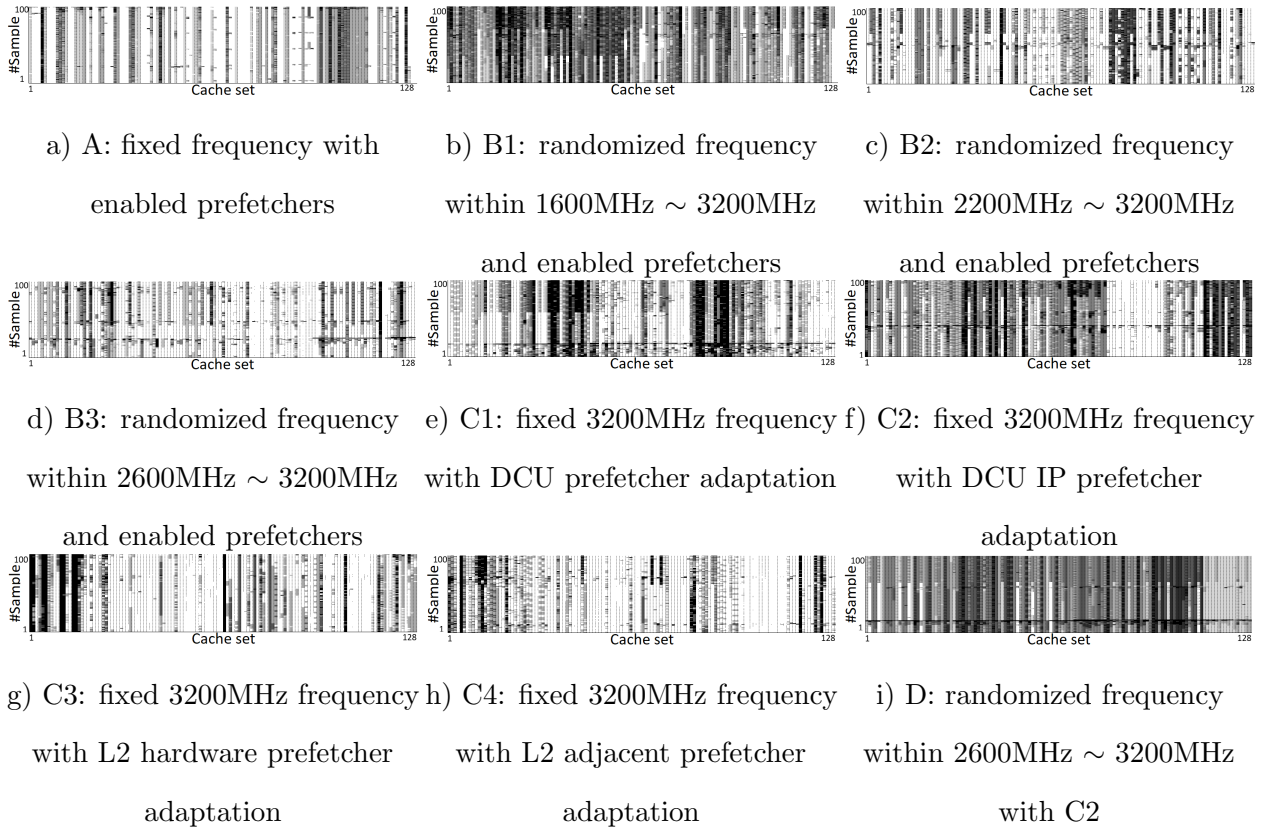 #Sample
100
1
1
Cache set
128
a) A: fixed frequency with
enabled prefetchers
#Sample
100
1
1
Cache set
128
b) B1: randomized frequency
within 1600MHz ∼ 3200MHz
and enabled prefetchers
#Sample
100
1
1
Cache set
128
c) B2: randomized frequency
within 2200MHz ∼ 3200MHz
and enabled prefetchers
#Sample
100
1
1
Cache set
128
d) B3: randomized frequency
within 2600MHz ∼ 3200MHz
and enabled prefetchers
#Sample
100
1
1
Cache set
128
e) C1: fixed 3200MHz frequency
with DCU prefetcher adaptation
#Sample
100
1
1
Cache set
128
f) C2: fixed 3200MHz frequency
with DCU IP prefetcher
adaptation
#Sample
100
1
1
Cache set
128
g) C3: fixed 3200MHz frequency
with L2 hardware prefetcher
adaptation
#Sample
100
1
1
Cache set
128
h) C4: fixed 3200MHz frequency
with L2 adjacent prefetcher
adaptation
#Sample
100
1
1
Cache set
128
i) D: randomized frequency
within 2600MHz ∼ 3200MHz
with C2